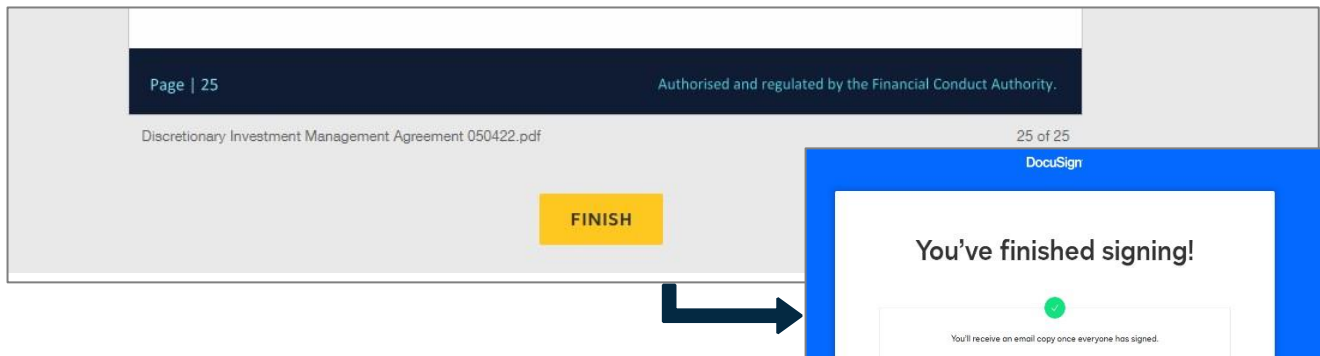 Page | 25
Authorised and regulated by the Financial Conduct Authority.
Discretionary Investment Management Agreement 050422.pdf
25 of 25
FINISH
DocuSign
You've finished signing!
You'll receive an email copy once everyone has signed.